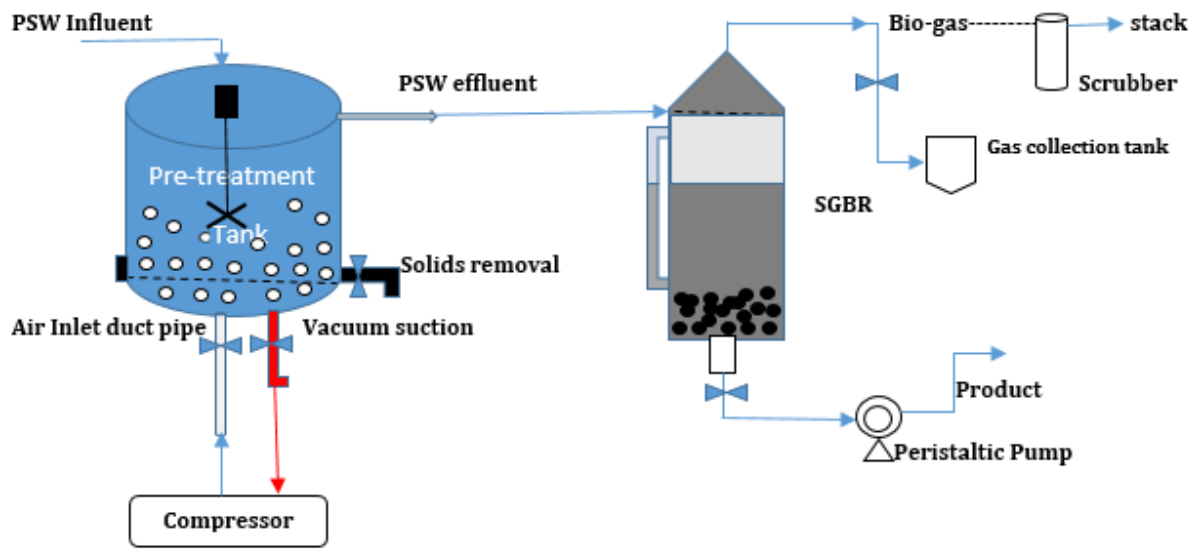 PSW Influent
Bio-gas
stack
Scrubber
PSW effluent
Gas collection tank
Pre-treatment
Tank
SGBR
Solids removal
Air Inlet duct pipe
Vacuum suction
Product
Peristaltic Pump
Compressor